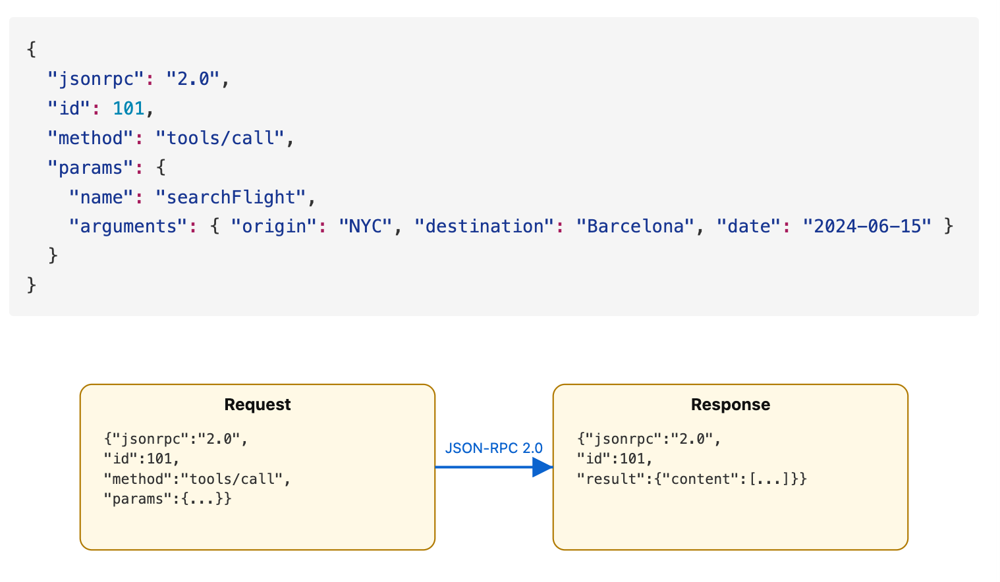 {
"jsonrpc": "2.0",
"id": 101,
"method": "tools/call",
"params": {
"name": "searchFlight",
"arguments": { "origin": "NYC", "destination": "Barcelona", "date": "2024-06-15" }
}
}
Request
{"jsonrpc":"2.0",
"id":101,
"method":"tools/call",
"params":{...}}
JSON-RPC 2.0
Response
{"jsonrpc":"2.0",
"id":101,
"result":{"content":[...]}}